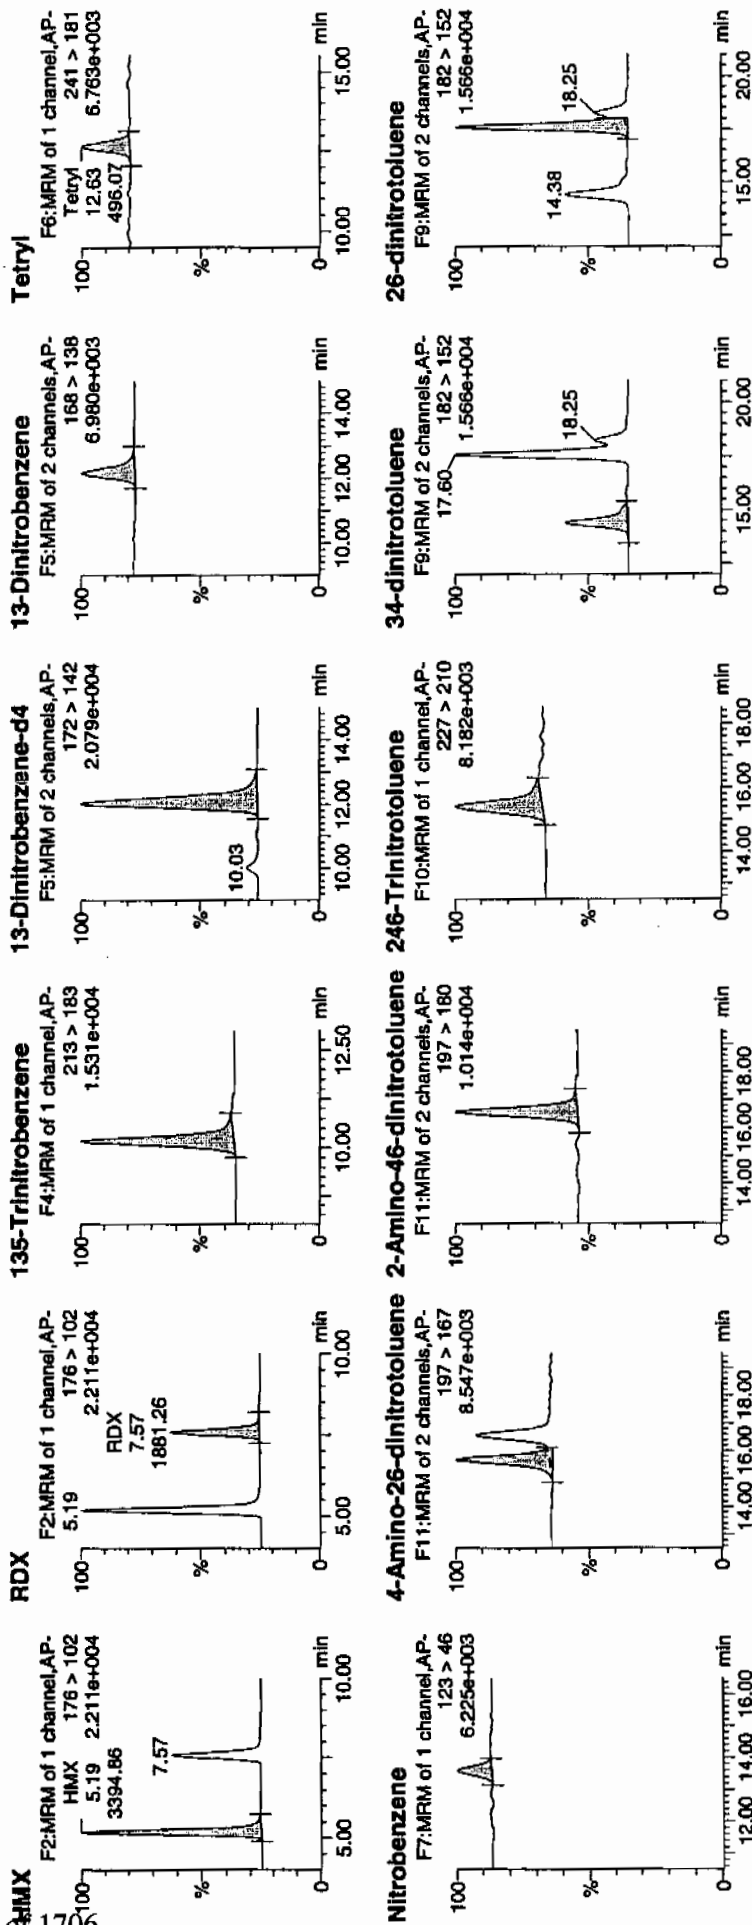 HMX
F2:MRM of 1 channel,AP-
176 > 102
2.211e+004
HMX
5.19
3394.86
7.57
100
%
0
5.00
10.00
min
RDX
F2:MRM of 1 channel,AP-
176 > 102
2.211e+004
5.19
RDX
7.57
1881.26
100
%
0
5.00
10.00
min
135-Trinitrobenzene
F4:MRM of 1 channel,AP-
213 > 183
1.531e+004
100
%
0
10.00
12.50
min
13-Dinitrobenzene-d4
F5:MRM of 2 channels,AP-
172 > 142
2.079e+004
10.03
100
%
0
10.00
12.00
14.00
min
13-Dinitrobenzene
F5:MRM of 2 channels,AP-
168 > 138
6.980e+003
100
%
0
10.00
12.00
14.00
min
Tetryl
F6:MRM of 1 channel,AP-
241 > 181
6.763e+003
Tetryl
12.63
496.07
100
%
0
10.00
15.00
min
Nitrobenzene
F7:MRM of 1 channel,AP-
123 > 46
6.225e+003
100
%
0
12.00
14.00
16.00
min
4-Amino-26-dinitrotoluene
F11:MRM of 2 channels,AP-
197 > 167
8.547e+003
100
%
0
14.00
16.00
18.00
min
2-Amino-46-dinitrotoluene
F11:MRM of 2 channels,AP-
197 > 180
1.014e+004
100
%
0
14.00
16.00
18.00
min
246-Trinitrotoluene
F10:MRM of 1 channel,AP-
227 > 210
8.182e+003
100
%
0
14.00
16.00
18.00
min
34-dinitrotoluene
F9:MRM of 2 channels,AP-
182 > 152
1.566e+004
17.60
18.25
100
%
0
15.00
20.00
min
26-dinitrotoluene
F9:MRM of 2 channels,AP-
182 > 152
1.566e+004
14.38
18.25
100
%
0
15.00
20.00
min
1706